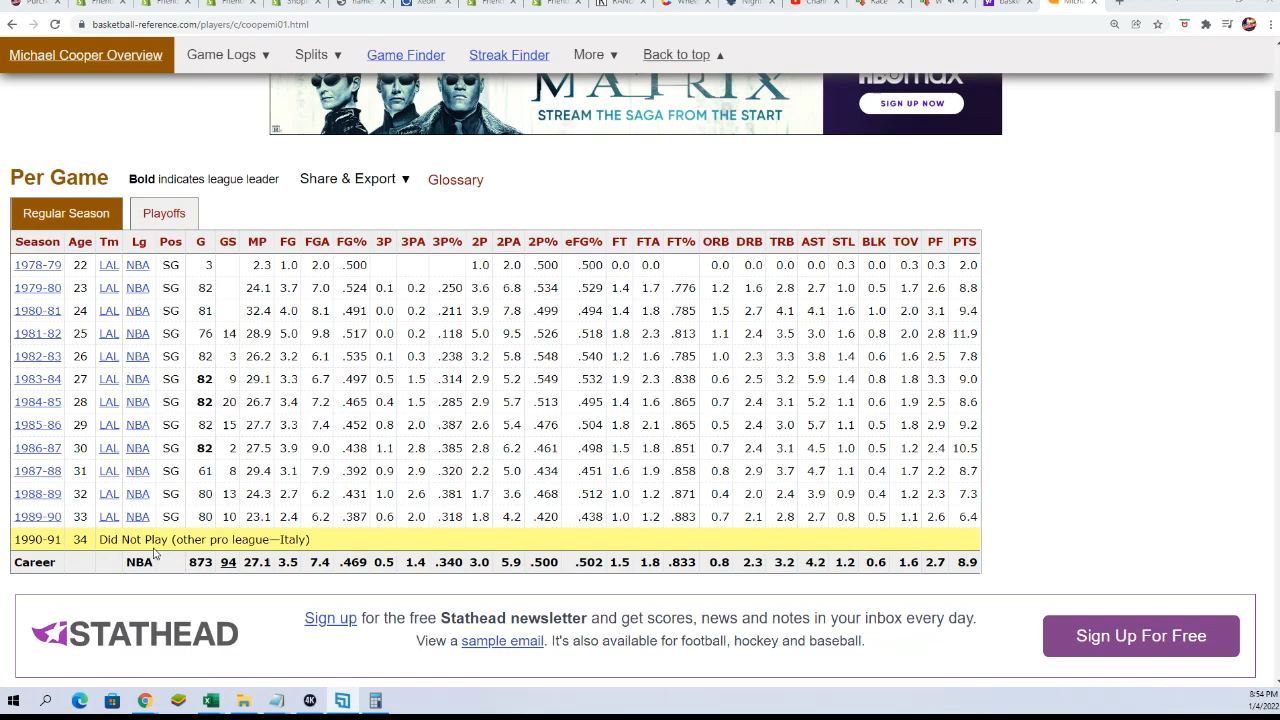 basketball-reference.com/players/c/coopemi01.html
Michael Cooper Overview Game Logs ▼ Splits ▼ Game Finder Streak Finder More ▼ Back to top ▲
MATRIX
STREAM THE SAGA FROM THE START
HBOmax
SIGN UP NOW
Per Game Bold indicates league leader Share & Export ▼ Glossary
Regular Season Playoffs
Season Age Tm Lg Pos G GS MP FG FGA FG% 3P 3PA 3P% 2P 2PA 2P% eFG% FT FTA FT% ORB DRB TRB AST STL BLK TOV PF PTS
1978-79 22 LAL NBA SG 3 2.3 1.0 2.0 .500 1.0 2.0 .500 .500 0.0 0.0 0.0 0.0 0.0 0.0 0.3 0.0 0.3 0.3 2.0
1979-80 23 LAL NBA SG 82 24.1 3.7 7.0 .524 0.1 0.2 .250 3.6 6.8 .534 .529 1.4 1.7 .776 1.2 1.6 2.8 2.7 1.0 0.5 1.7 2.6 8.8
1980-81 24 LAL NBA SG 81 32.4 4.0 8.1 .491 0.0 0.2 .211 3.9 7.8 .499 .494 1.4 1.8 .785 1.5 2.7 4.1 4.1 1.6 1.0 2.0 3.1 9.4
1981-82 25 LAL NBA SG 76 14 28.9 5.0 9.8 .517 0.0 0.2 .118 5.0 9.5 .526 .518 1.8 2.3 .813 1.1 2.4 3.5 3.0 1.6 0.8 2.0 2.8 11.9
1982-83 26 LAL NBA SG 82 3 26.2 3.2 6.1 .535 0.1 0.3 .238 3.2 5.8 .548 .540 1.2 1.6 .785 1.0 2.3 3.3 3.8 1.4 0.6 1.6 2.5 7.8
1983-84 27 LAL NBA SG 82 9 29.1 3.3 6.7 .497 0.5 1.5 .314 2.9 5.2 .549 .532 1.9 2.3 .838 0.6 2.5 3.2 5.9 1.4 0.8 1.8 3.3 9.0
1984-85 28 LAL NBA SG 82 20 26.7 3.4 7.2 .465 0.4 1.5 .285 2.9 5.7 .513 .495 1.4 1.6 .865 0.7 2.4 3.1 5.2 1.1 0.6 1.9 2.5 8.6
1985-86 29 LAL NBA SG 82 15 27.7 3.3 7.4 .452 0.8 2.0 .387 2.6 5.4 .476 .504 1.8 2.1 .865 0.5 2.4 3.0 5.7 1.1 0.5 1.8 2.9 9.2
1986-87 30 LAL NBA SG 82 2 27.5 3.9 9.0 .438 1.1 2.8 .385 2.8 6.2 .461 .498 1.5 1.8 .851 0.7 2.4 3.1 4.5 1.0 0.5 1.2 2.4 10.5
1987-88 31 LAL NBA SG 61 8 29.4 3.1 7.9 .392 0.9 2.9 .320 2.2 5.0 .434 .451 1.6 1.9 .858 0.8 2.9 3.7 4.7 1.1 0.4 1.7 2.2 8.7
1988-89 32 LAL NBA SG 80 13 24.3 2.7 6.2 .431 1.0 2.6 .381 1.7 3.6 .468 .512 1.0 1.2 .871 0.4 2.0 2.4 3.9 0.9 0.4 1.2 2.3 7.3
1989-90 33 LAL NBA SG 80 10 23.1 2.4 6.2 .387 0.6 2.0 .318 1.8 4.2 .420 .438 1.0 1.2 .883 0.7 2.1 2.8 2.7 0.8 0.5 1.1 2.6 6.4
1990-91 34 Did Not Play (other pro league—Italy)
Career NBA 873 94 27.1 3.5 7.4 .469 0.5 1.4 .340 3.0 5.9 .500 .502 1.5 1.8 .833 0.8 2.3 3.2 4.2 1.2 0.6 1.6 2.7 8.9
STATHEAD
Sign up for the free Stathead newsletter and get scores, news and notes in your inbox every day.
View a sample email. It's also available for football, hockey and baseball.
Sign Up For Free
8:54 PM
1/4/2022